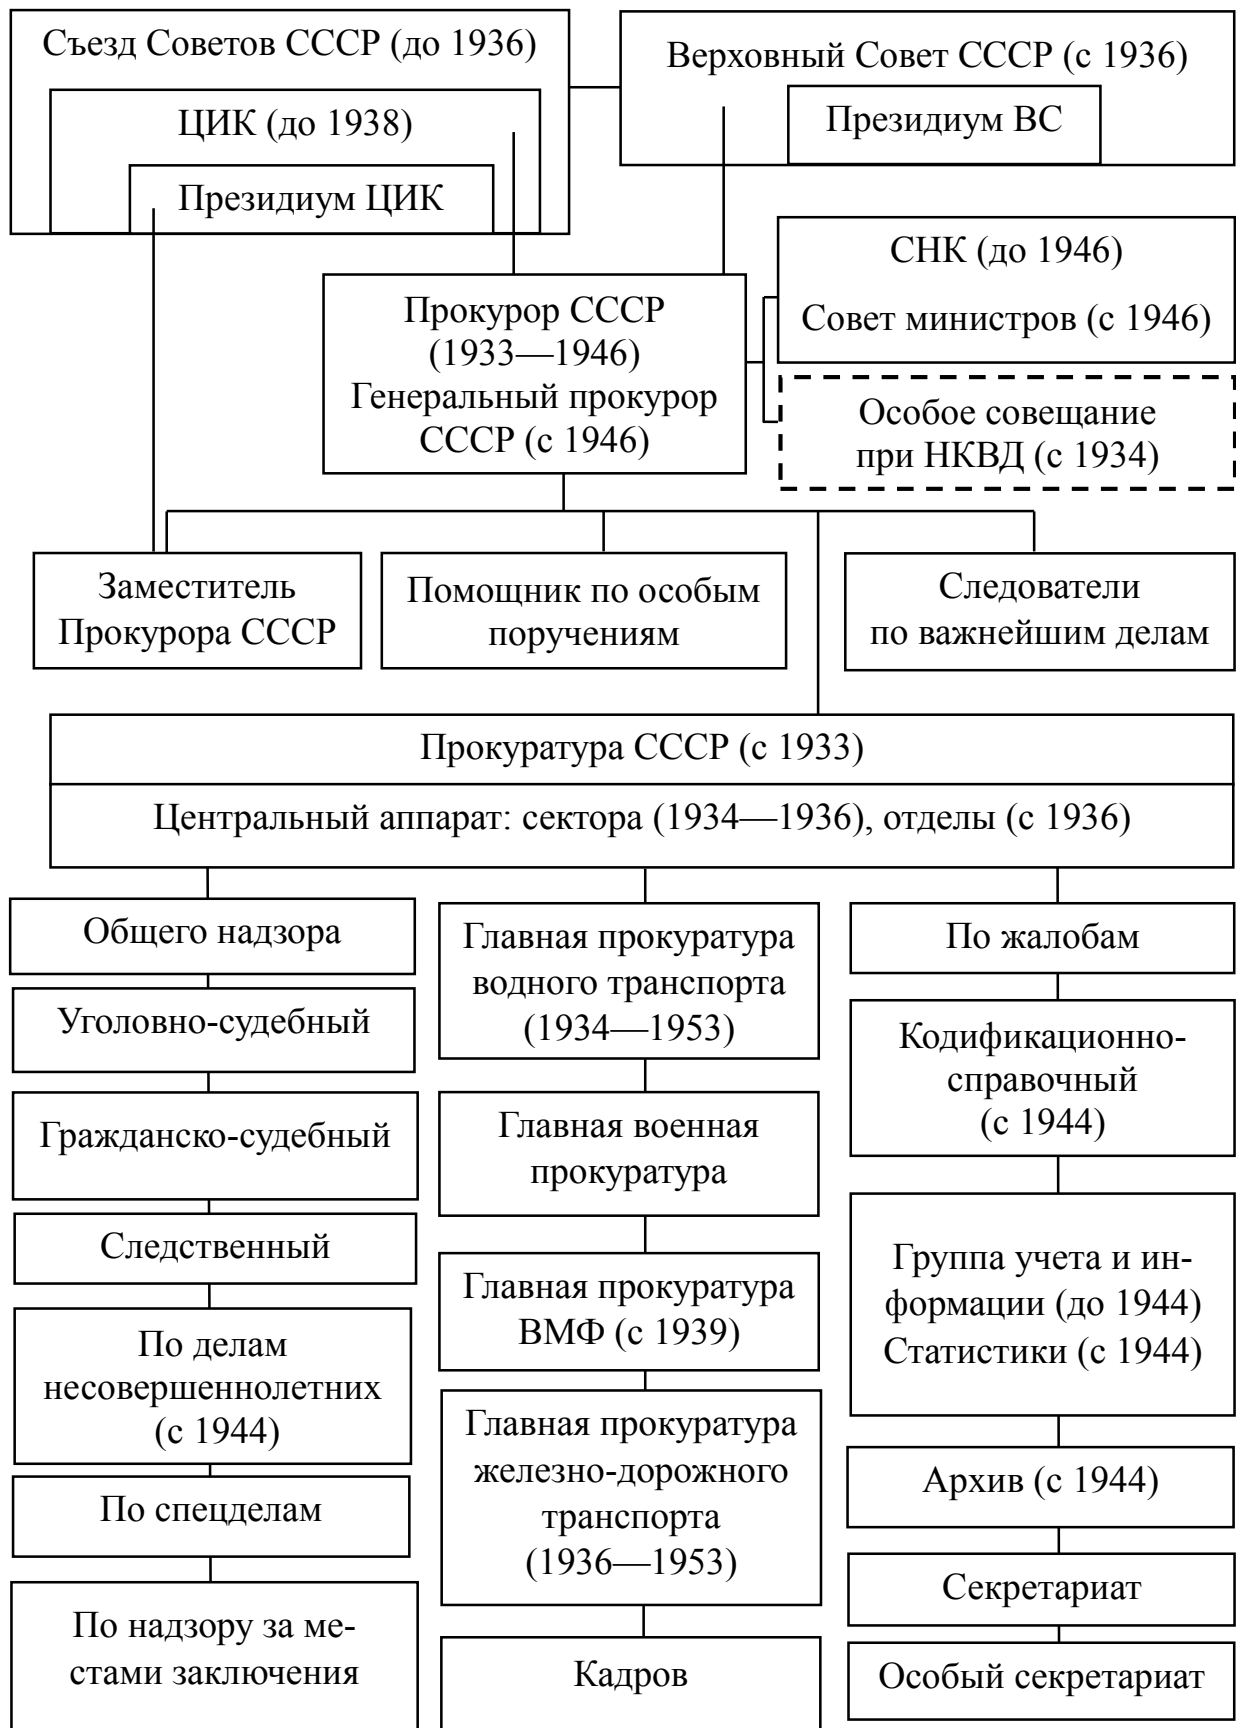 Съезд Советов СССР (до 1936)
ЦИК (до 1938)
Президиум ЦИК
Верховный Совет СССР (с 1936)
Президиум ВС
СНК (до 1946)
Совет министров (с 1946)
Прокурор СССР
(1933—1946)
Генеральный прокурор
СССР (с 1946)
Особое совещание
при НКВД (с 1934)
Заместитель
Прокурора СССР
Помощник по особым
поручениям
Следователи
по важнейшим делам
Прокуратура СССР (с 1933)
Центральный аппарат: сектора (1934—1936), отделы (с 1936)
Общего надзора
Уголовно-судебный
Гражданско-судебный
Следственный
По делам
несовершеннолетних
(с 1944)
По спецделам
По надзору за ме-
стами заключения
Главная прокуратура
водного транспорта
(1934—1953)
Главная военная
прокуратура
Главная прокуратура
ВМФ (с 1939)
Главная прокуратура
железно-дорожного
транспорта
(1936—1953)
Кадров
По жалобам
Кодификационно-
справочный
(с 1944)
Группа учета и ин-
формации (до 1944)
Статистики (с 1944)
Архив (с 1944)
Секретариат
Особый секретариат